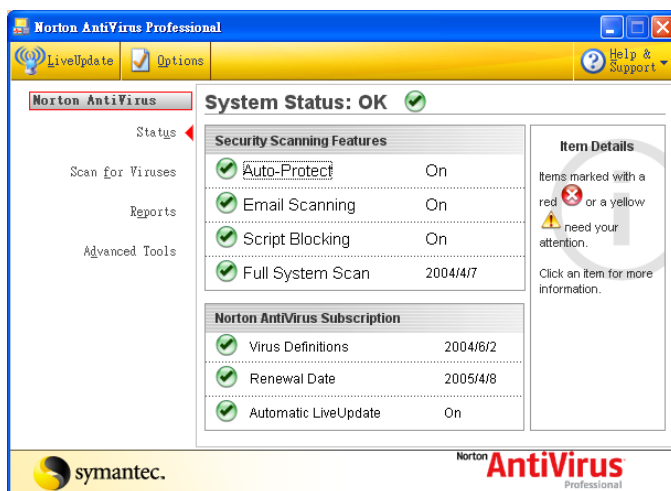 Norton AntiVirus Professional
LiveUpdate
Options
Help &
Support
Norton AntiVirus
Status
Scan for Viruses
Reports
Advanced Tools
System Status: OK
Security Scanning Features
Auto-Protect On
Email Scanning On
Script Blocking On
Full System Scan 2004/4/7
Norton AntiVirus Subscription
Virus Definitions 2004/6/2
Renewal Date 2005/4/8
Automatic LiveUpdate On
Item Details
Items marked with a
red or a yellow
need your
attention.
Click an item for more
information.
symantec.
Norton AntiVirus
Professional